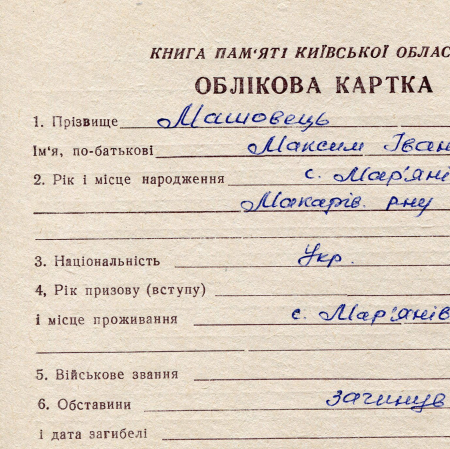 КНИГА ПАМ'ЯТІ КИЇВСЬКОЇ ОБЛАС
ОБЛІКОВА КАРТКА
1. Прізвище Машовець
Ім'я, по-батькові Максим Іван
2. Рік і місце народження с. Мар'яні
Макарів. р-ну
3. Національність Укр.
4, Рік призову (вступу)
і місце проживання с. Мар'янів
5. Військове звання
6. Обставини загинув
і дата загибелі